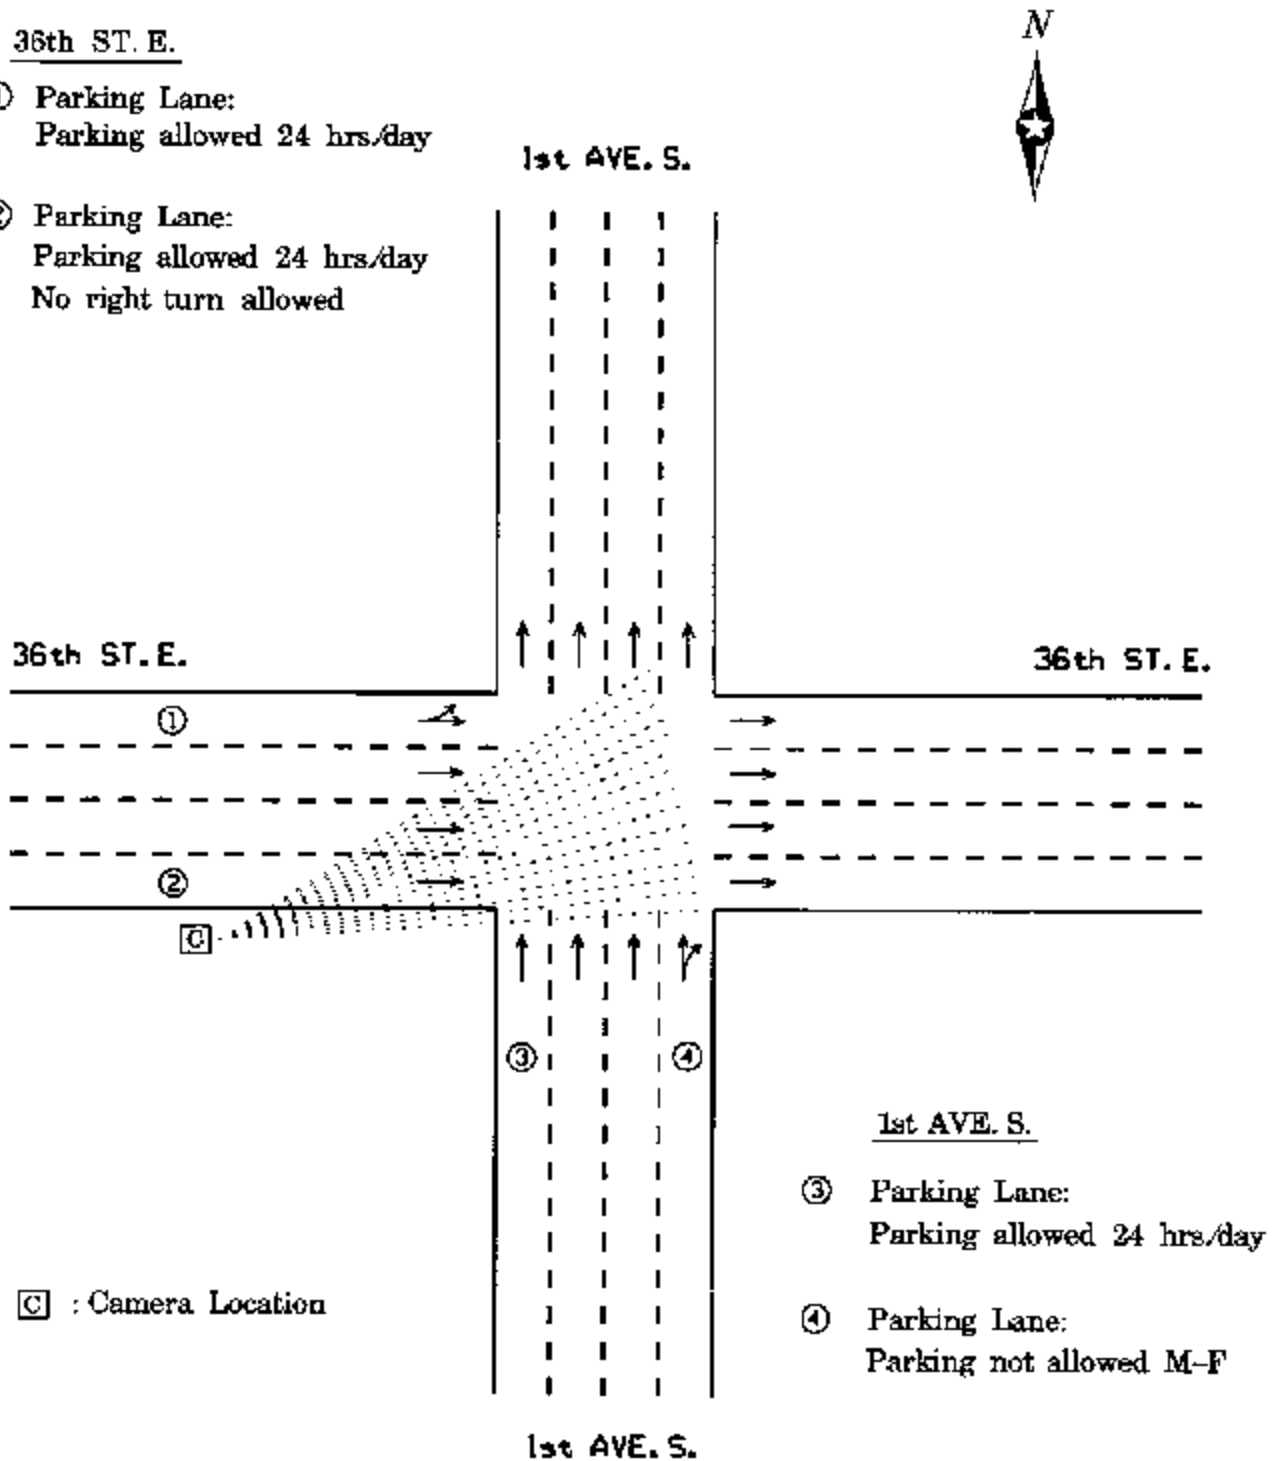 36th ST. E.
N
① Parking Lane:
Parking allowed 24 hrs/day
1st AVE. S.
② Parking Lane:
Parking allowed 24 hrs/day
No right turn allowed
36th ST. E.
36th ST. E.
①
②
C
③
④
1st AVE. S.
③ Parking Lane:
Parking allowed 24 hrs/day
C : Camera Location
④ Parking Lane:
Parking not allowed M-F
1st AVE. S.